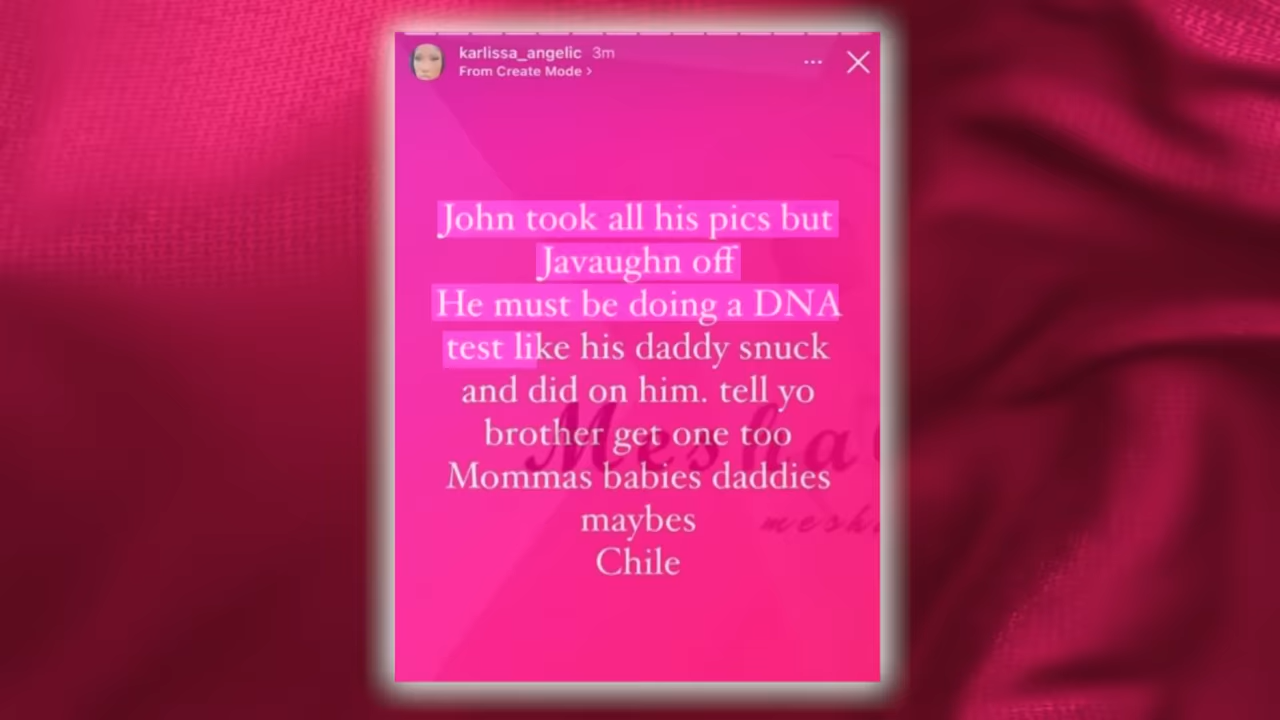 karlissa_angelic 3m
From Create Mode >
John took all his pics but
Javaughn off
He must be doing a DNA
test like his daddy snuck
and did on him. tell yo
brother get one too
Mommas babies daddies
maybes
Chile
Mesha
mesh